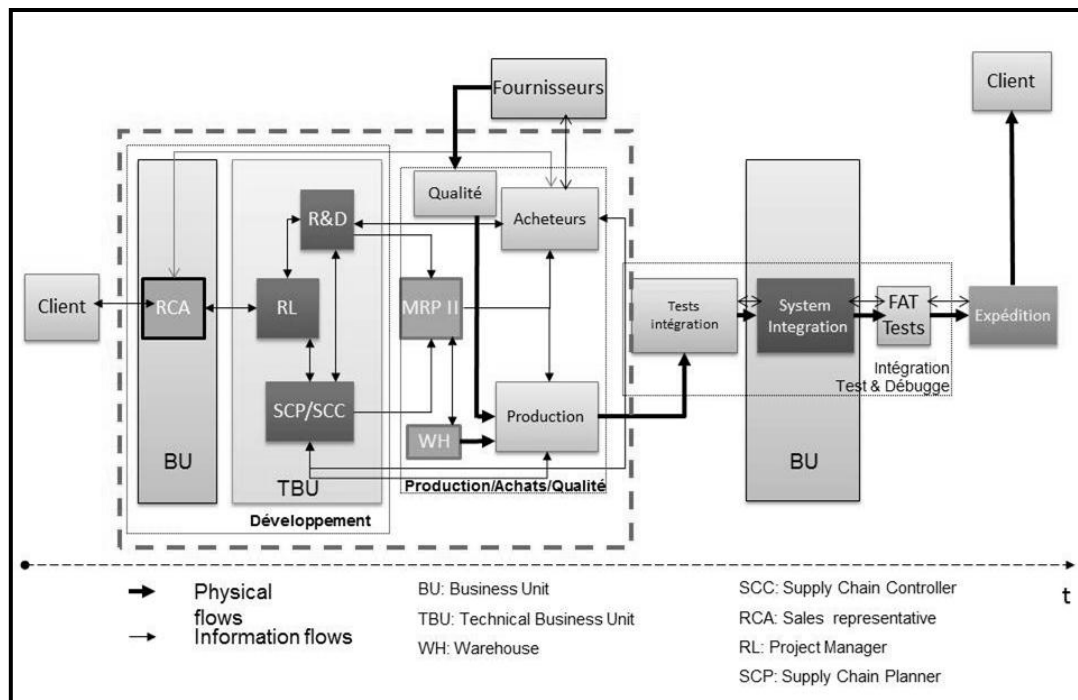 Fournisseurs
Client
Qualité
R&D
Acheteurs
Client
RCA
RL
MRP II
Tests
intégration
System
Integration
FAT
Tests
Expédition
Intégration
Test & Débugge
SCP/SCC
Production
WH
BU
TBU
Production/Achats/Qualité
BU
Développement
t
Physical
flows
Information flows
BU: Business Unit
TBU: Technical Business Unit
WH: Warehouse
SCC: Supply Chain Controller
RCA: Sales representative
RL: Project Manager
SCP: Supply Chain Planner